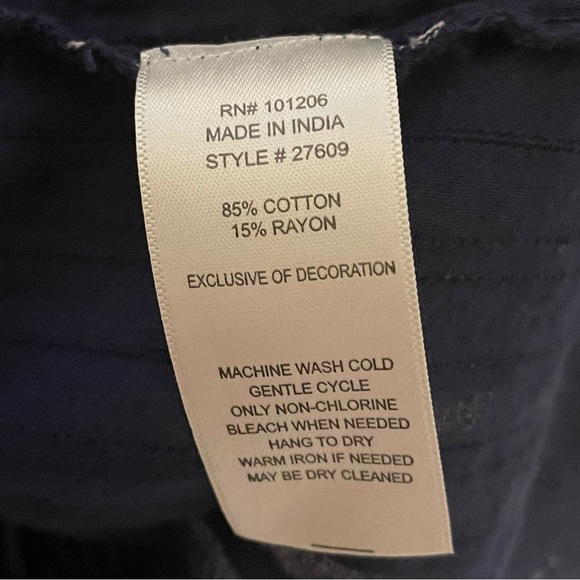 RN# 101206
MADE IN INDIA
STYLE # 27609
85% COTTON
15% RAYON
EXCLUSIVE OF DECORATION
MACHINE WASH COLD
GENTLE CYCLE
ONLY NON-CHLORINE
BLEACH WHEN NEEDED
HANG TO DRY
WARM IRON IF NEEDED
MAY BE DRY CLEANED